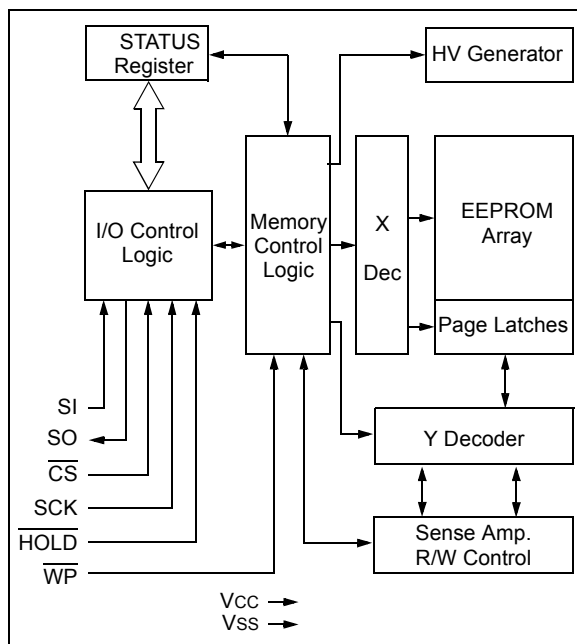 STATUS
Register
HV Generator
I/O Control
Logic
Memory
Control
Logic
X
Dec
EEPROM
Array
Page Latches
Y Decoder
Sense Amp.
R/W Control
SI
SO
CS
SCK
HOLD
WP
VCC
VSS